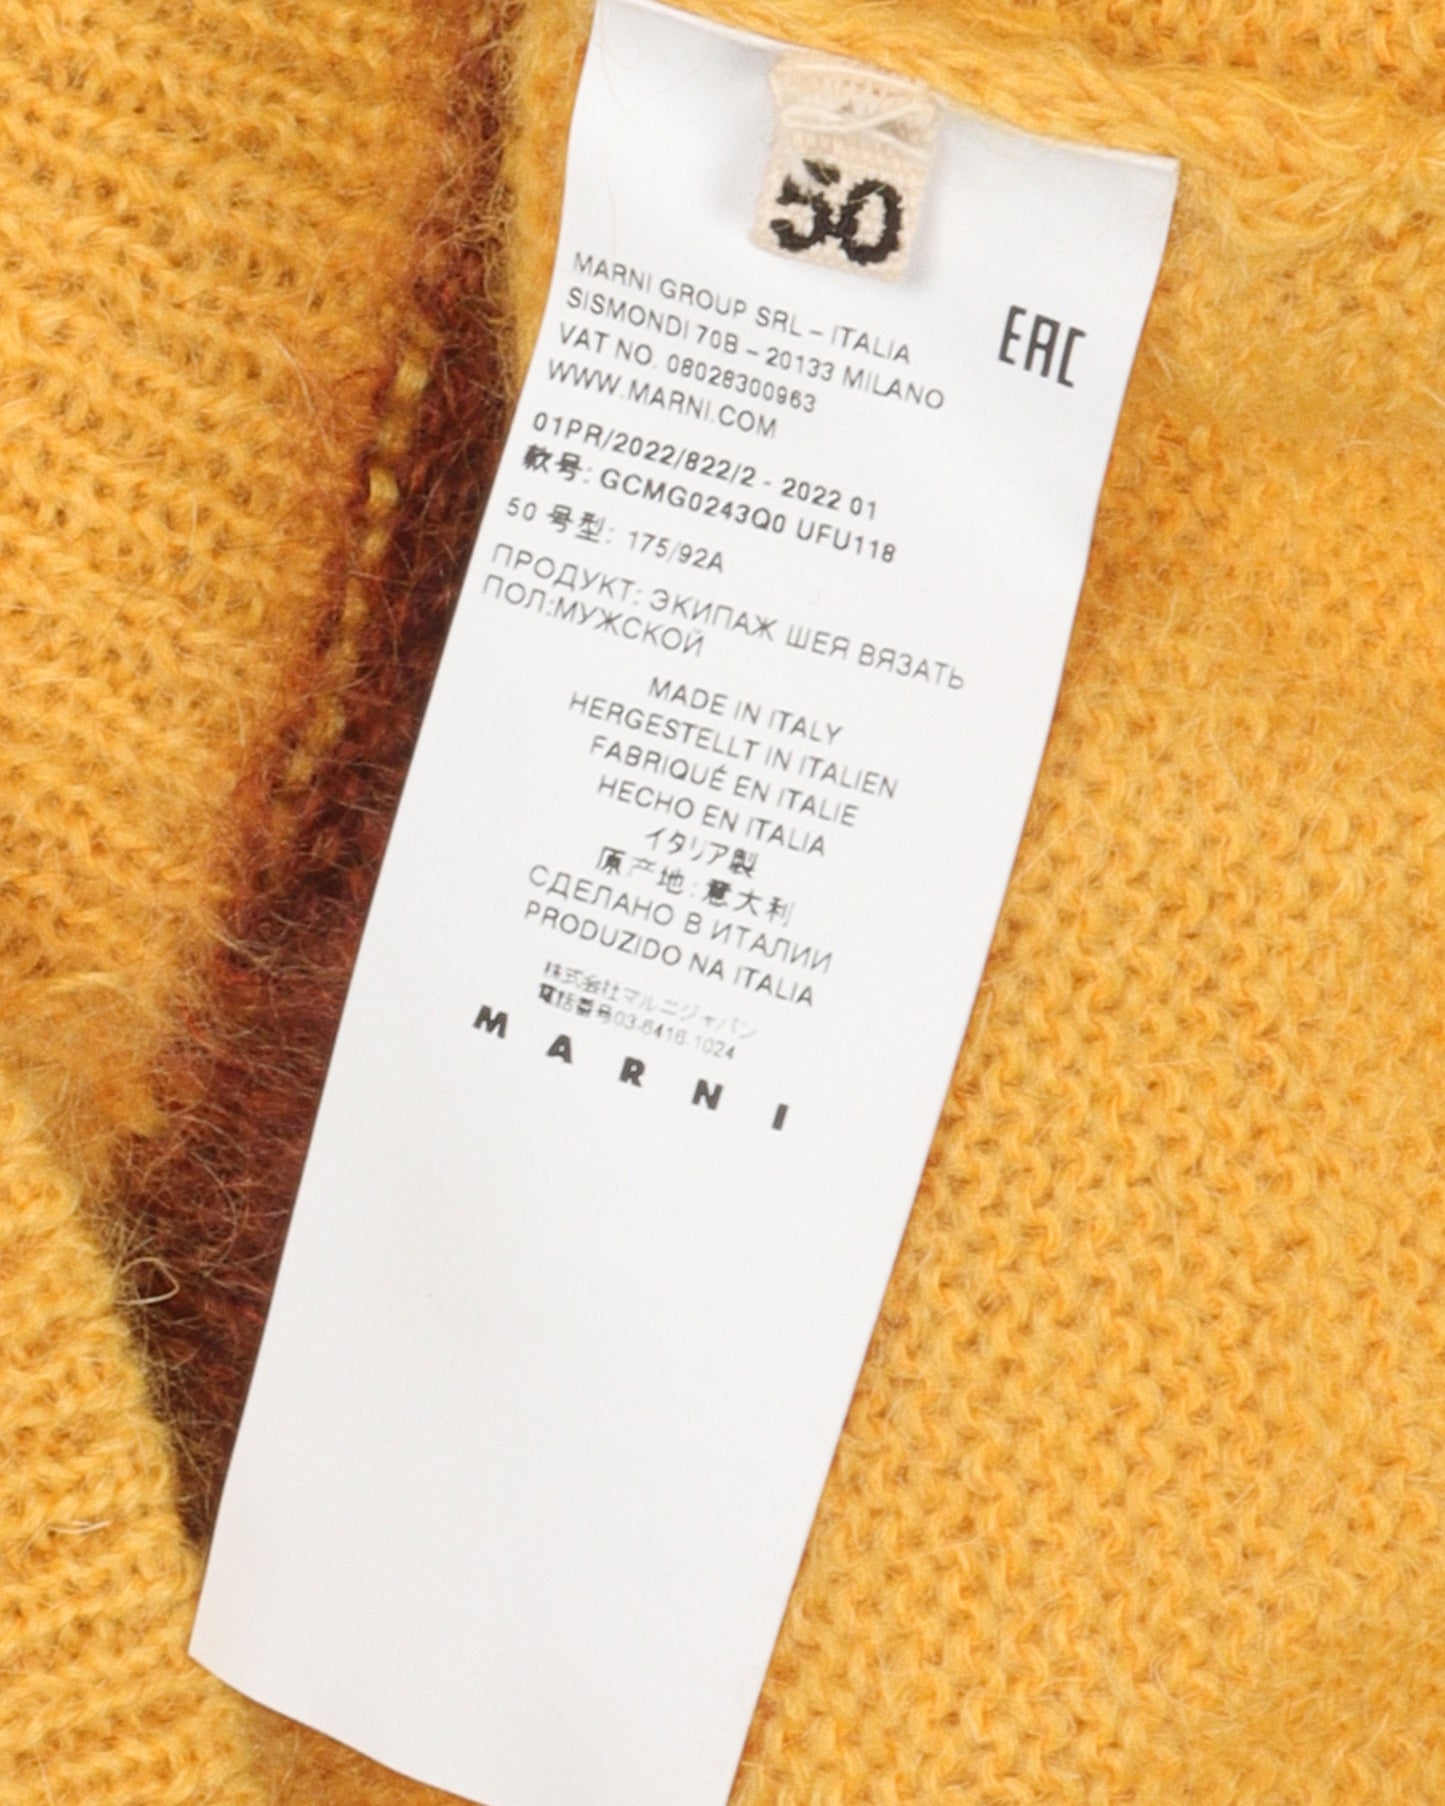 50
EAC
MARNI GROUP SRL – ITALIA
SISMONDI 70B – 20133 MILANO
VAT NO. 08028300963
WWW.MARNI.COM
01PR/2022/822/2 - 2022 01
款号: GCMG0243Q0 UFU118
50 号型: 175/92A
ПРОДУКТ: ЭКИПАЖ ШЕЯ ВЯЗАТЬ
ПОЛ:МУЖСКОЙ
MADE IN ITALY
HERGESTELLT IN ITALIEN
FABRIQUÉ EN ITALIE
HECHO EN ITALIA
イタリア製
原产地: 意大利
СДЕЛАНО В ИТАЛИИ
PRODUZIDO NA ITALIA
株式会社マルニジャパン
電話番号03-6416-1024
MARNI